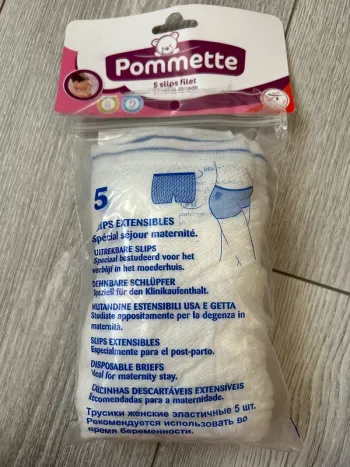 Pommette
5 slips filet
5
SLIPS EXTENSIBLES
Spécial séjour maternité.
UITREKBARE SLIPS
Speciaal bestudeerd voor het
verblijf in het moederhuis.
DEHNBARE SCHLÜPFER
Speziell für den Klinikaufenthalt.
MUTANDINE ESTENSIBILI USA E GETTA
Studiate appositamente per la degenza in
maternità.
SLIPS EXTENSIBLES
Especialmente para el post-parto.
DISPOSABLE BRIEFS
Ideal for maternity stay.
CALCINHAS DESCARTÁVEIS EXTENSÍVEIS
Recomendadas para a maternidade.
Трусики женские эластичные 5 шт.
Рекомендуется использовать во
время беременности.